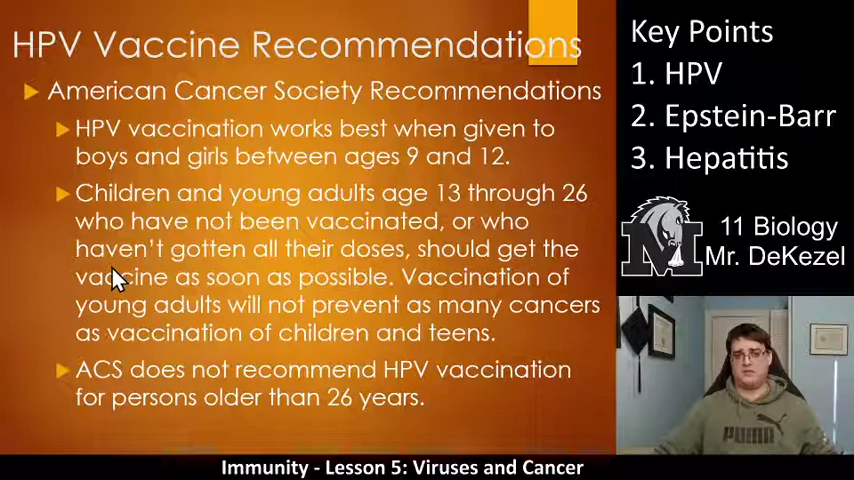 HPV Vaccine Recommendations
American Cancer Society Recommendations
HPV vaccination works best when given to
boys and girls between ages 9 and 12.
Children and young adults age 13 through 26
who have not been vaccinated, or who
haven't gotten all their doses, should get the
vaccine as soon as possible. Vaccination of
young adults will not prevent as many cancers
as vaccination of children and teens.
ACS does not recommend HPV vaccination
for persons older than 26 years.
Key Points
1. HPV
2. Epstein-Barr
3. Hepatitis
M
11 Biology
Mr. DeKezel
PUMA
Immunity - Lesson 5: Viruses and Cancer